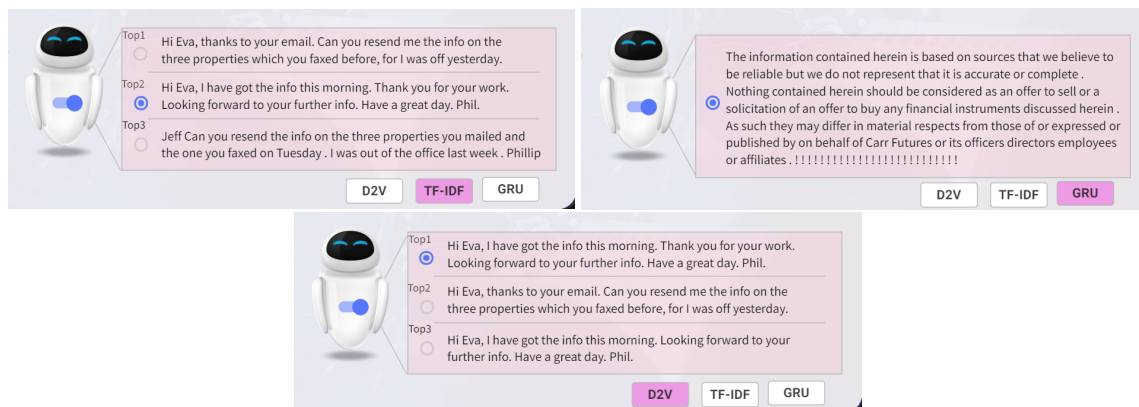 Top1
Hi Eva, thanks to your email. Can you resend me the info on the
three properties which you faxed before, for I was off yesterday.
Top2
Hi Eva, I have got the info this morning. Thank you for your work.
Looking forward to your further info. Have a great day. Phil.
Top3
Jeff Can you resend the info on the three properties you mailed and
the one you faxed on Tuesday . I was out of the office last week . Phillip
D2V TF-IDF GRU
The information contained herein is based on sources that we believe to
be reliable but we do not represent that it is accurate or complete .
Nothing contained herein should be considered as an offer to sell or a
solicitation of an offer to buy any financial instruments discussed herein .
As such they may differ in material respects from those of or expressed or
published by on behalf of Carr Futures or its officers directors employees
or affiliates . ! ! ! ! ! ! ! ! ! ! ! ! ! ! ! ! ! ! ! ! ! ! ! ! ! !
D2V TF-IDF GRU
Top1
Hi Eva, I have got the info this morning. Thank you for your work.
Looking forward to your further info. Have a great day. Phil.
Top2
Hi Eva, thanks to your email. Can you resend me the info on the
three properties which you faxed before, for I was off yesterday.
Top3
Hi Eva, I have got the info this morning. Looking forward to your
further info. Have a great day. Phil.
D2V TF-IDF GRU